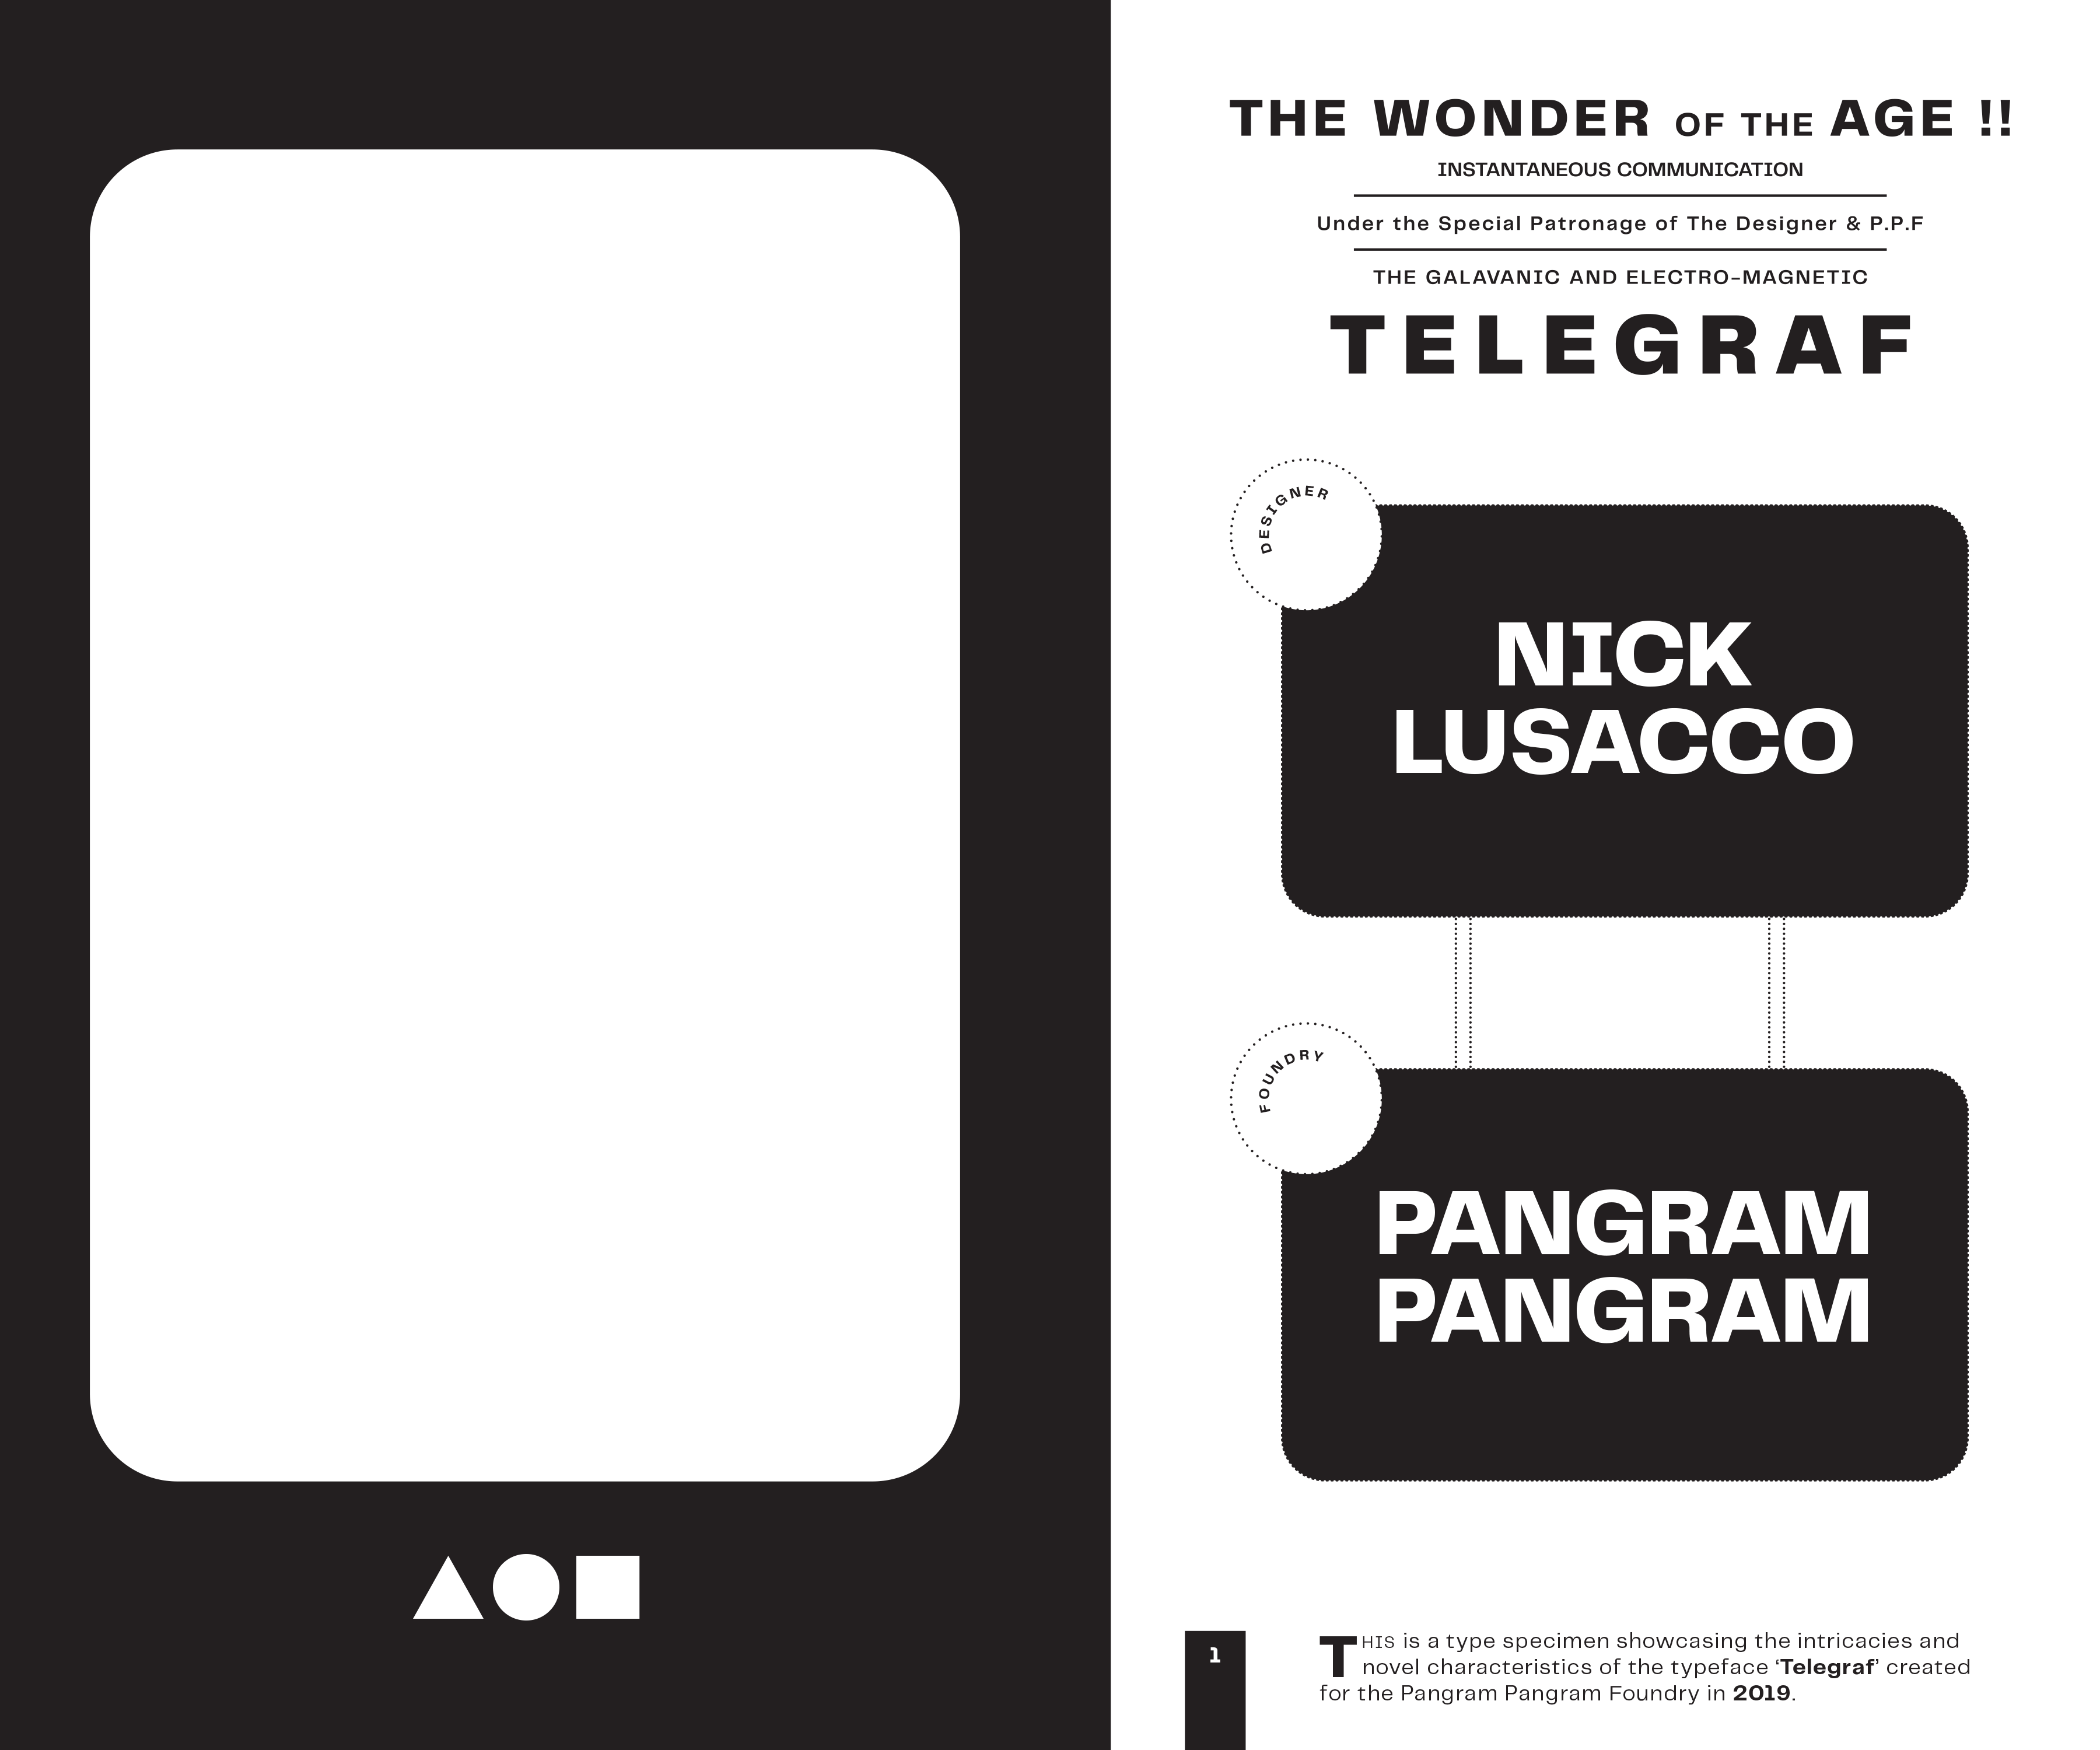 THE WONDER OF THE AGE !!
INSTANTANEOUS COMMUNICATION
Under the Special Patronage of The Designer & P.P.F
THE GALAVANIC AND ELECTRO-MAGNETIC
TELEGRAF
DESIGNER
NICK
LUSACCO
FOUNDRY
PANGRAM
PANGRAM
THIS is a type specimen showcasing the intricacies and
novel characteristics of the typeface ‘Telegraf’ created
for the Pangram Pangram Foundry in 2019.
1